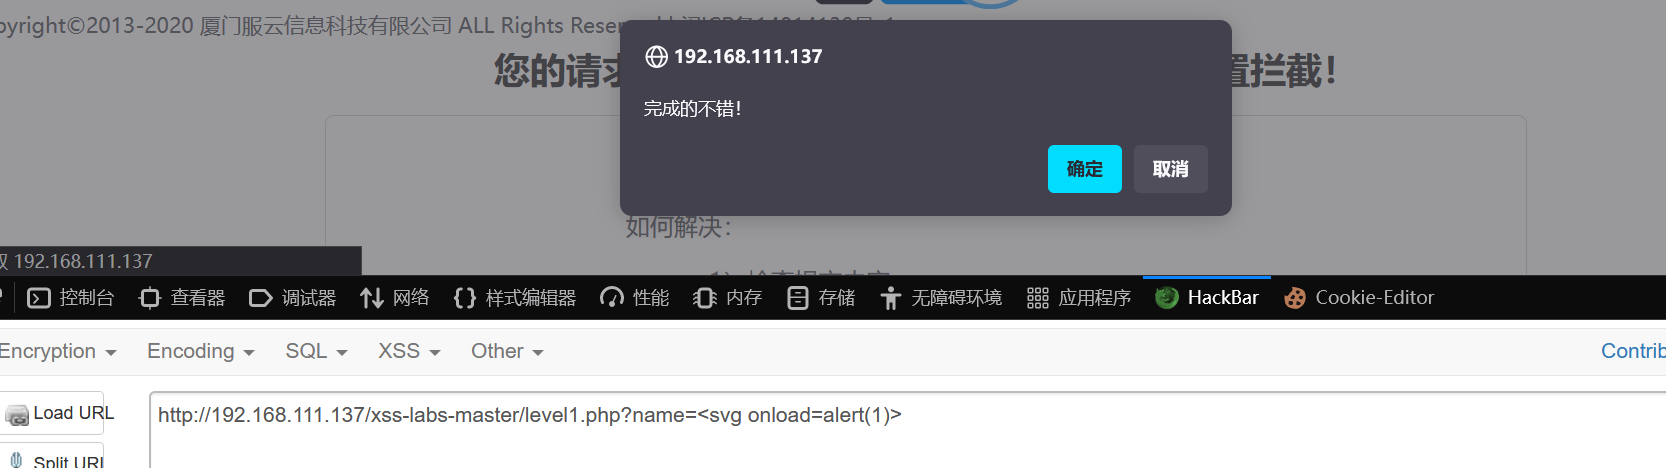 pyright©2013-2020 厦门服云信息科技有限公司 ALL Rights Reser
192.168.111.137
您的请求 置拦截！
完成的不错！
确定 取消
如何解决：
192.168.111.137
控制台 查看器 调试器 网络 样式编辑器 性能 内存 存储 无障碍环境 应用程序 HackBar Cookie-Editor
Encryption Encoding SQL XSS Other Contrib
Load URL
http://192.168.111.137/xss-labs-master/level1.php?name=<svg onload=alert(1)>
Split URL